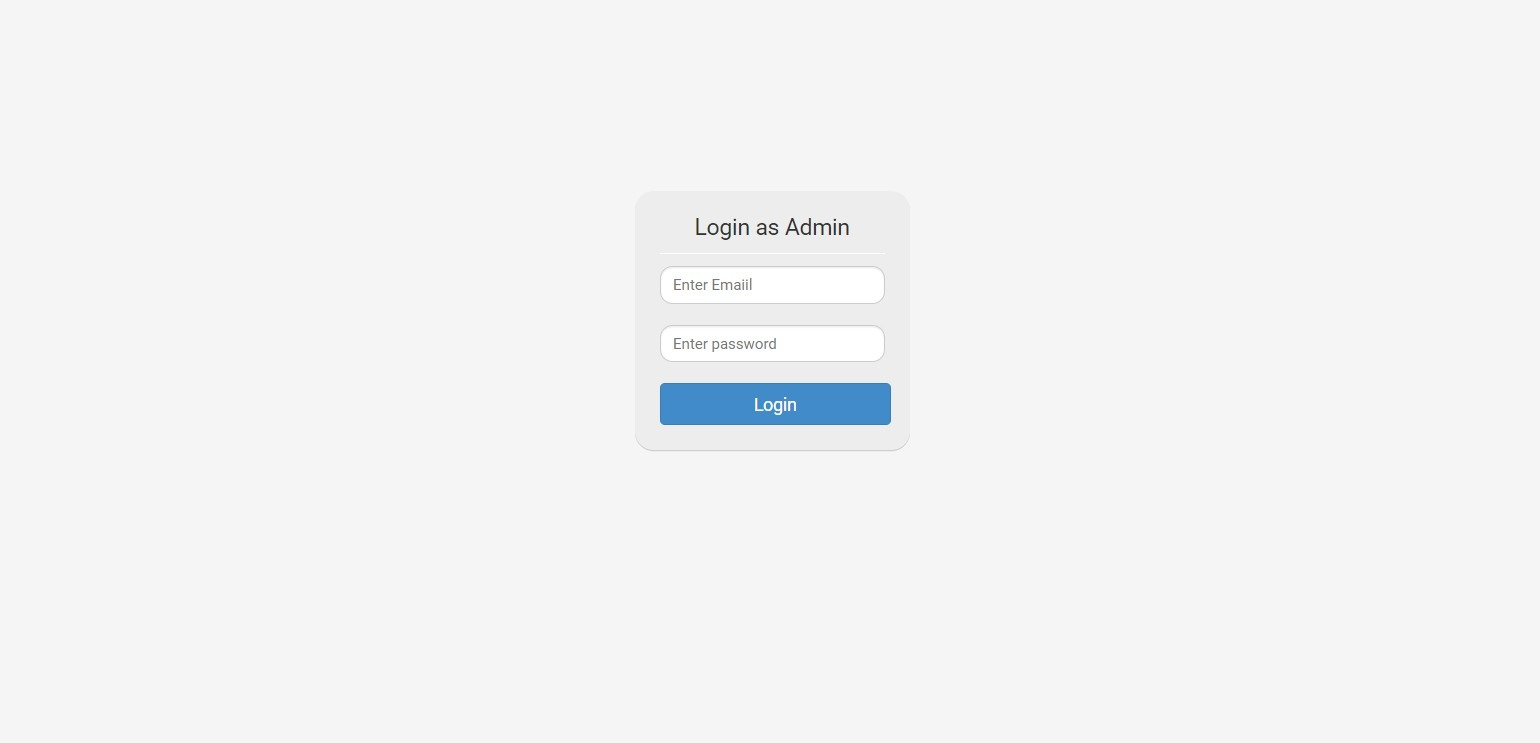 Login as Admin
Enter Emaiil
Enter password
Login